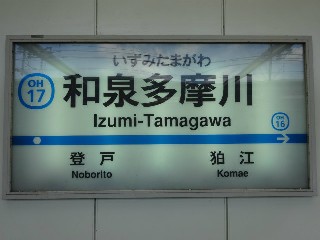 いずみたまがわ
OH
17
和泉多摩川
Izumi-Tamagawa
OH
16
登戸
狛江
Noborito
Komae